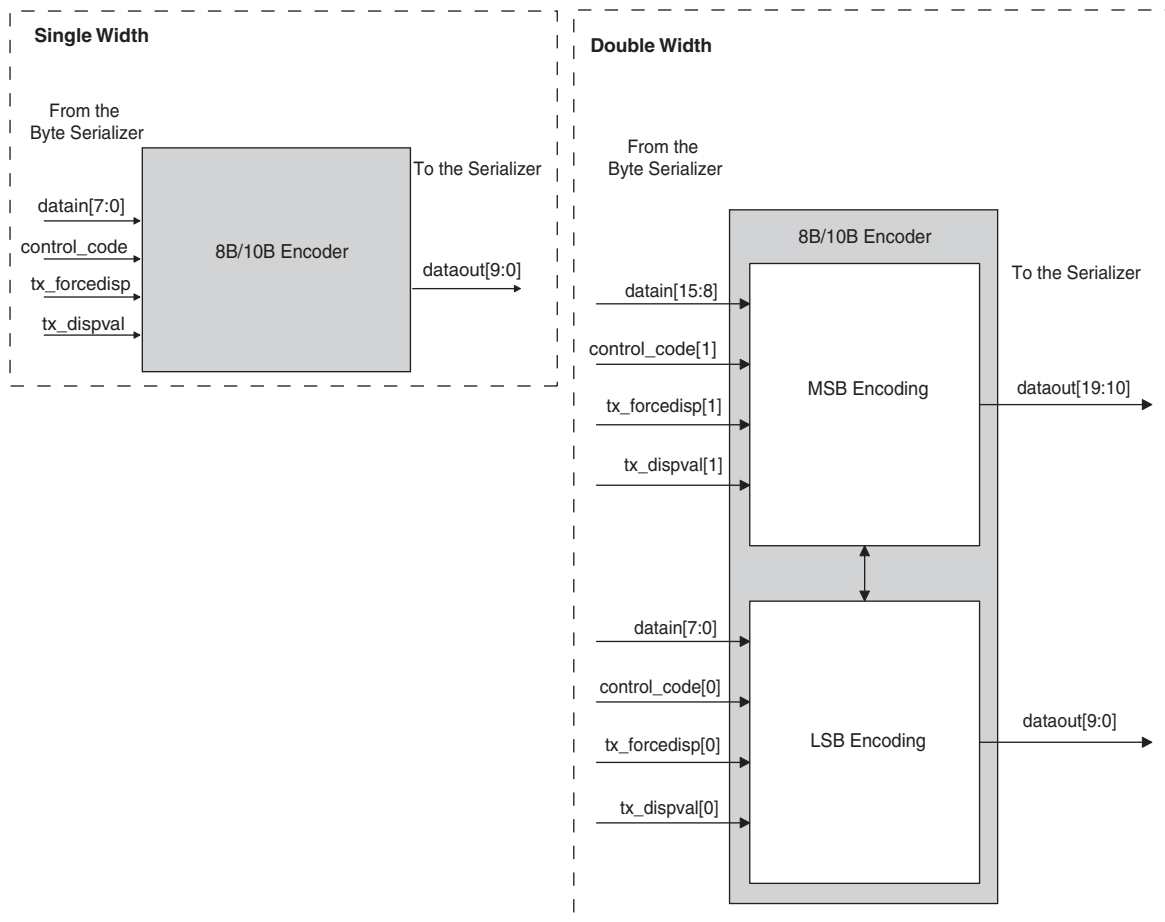 Single Width
From the
Byte Serializer
To the Serializer
datain[7:0]
control_code
tx_forcedisp
tx_dispval
8B/10B Encoder
dataout[9:0]
Double Width
From the
Byte Serializer
8B/10B Encoder
To the Serializer
datain[15:8]
control_code[1]
tx_forcedisp[1]
tx_dispval[1]
MSB Encoding
dataout[19:10]
datain[7:0]
control_code[0]
tx_forcedisp[0]
tx_dispval[0]
LSB Encoding
dataout[9:0]